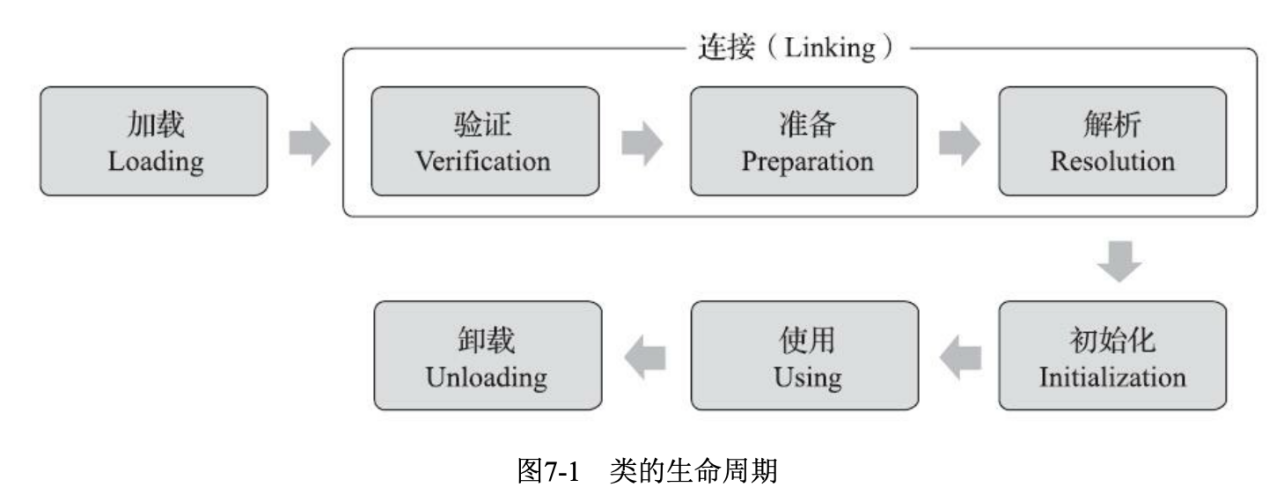 连接（Linking）
加载
Loading
验证
Verification
准备
Preparation
解析
Resolution
初始化
Initialization
使用
Using
卸载
Unloading
图7-1 类的生命周期